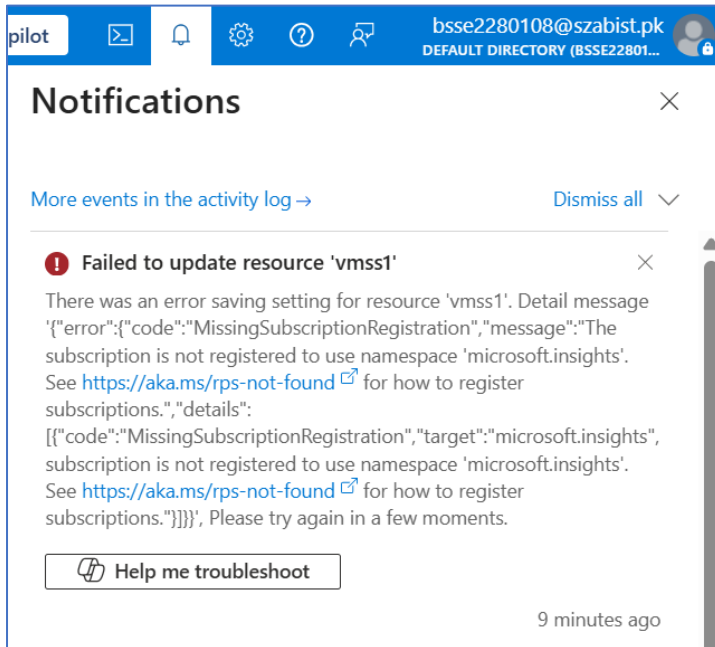 pilot
bsse2280108@szabist.pk
DEFAULT DIRECTORY (BSSE22801...
Notifications
More events in the activity log →
Dismiss all
Failed to update resource 'vmss1'
There was an error saving setting for resource 'vmss1'. Detail message
'{"error":{"code":"MissingSubscriptionRegistration","message":"The
subscription is not registered to use namespace 'microsoft.insights'.
See https://aka.ms/rps-not-found for how to register
subscriptions.","details":
[{"code":"MissingSubscriptionRegistration","target":"microsoft.insights",
subscription is not registered to use namespace 'microsoft.insights'.
See https://aka.ms/rps-not-found for how to register
subscriptions."}]}}', Please try again in a few moments.
Help me troubleshoot
9 minutes ago